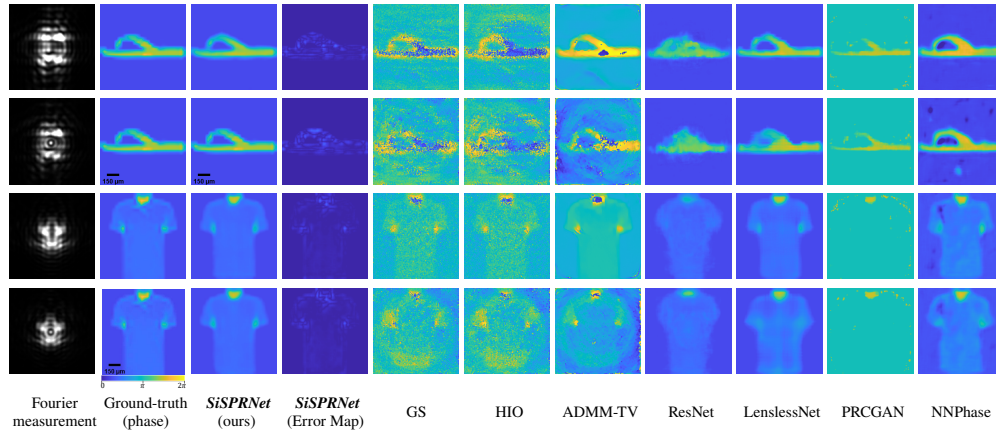 150 μm
150 μm
150 μm
0 π 2π
Fourier measurement
Ground-truth (phase)
SiSPRNet (ours)
SiSPRNet (Error Map)
GS
HIO
ADMM-TV
ResNet
LenslessNet
PRCGAN
NNPhase